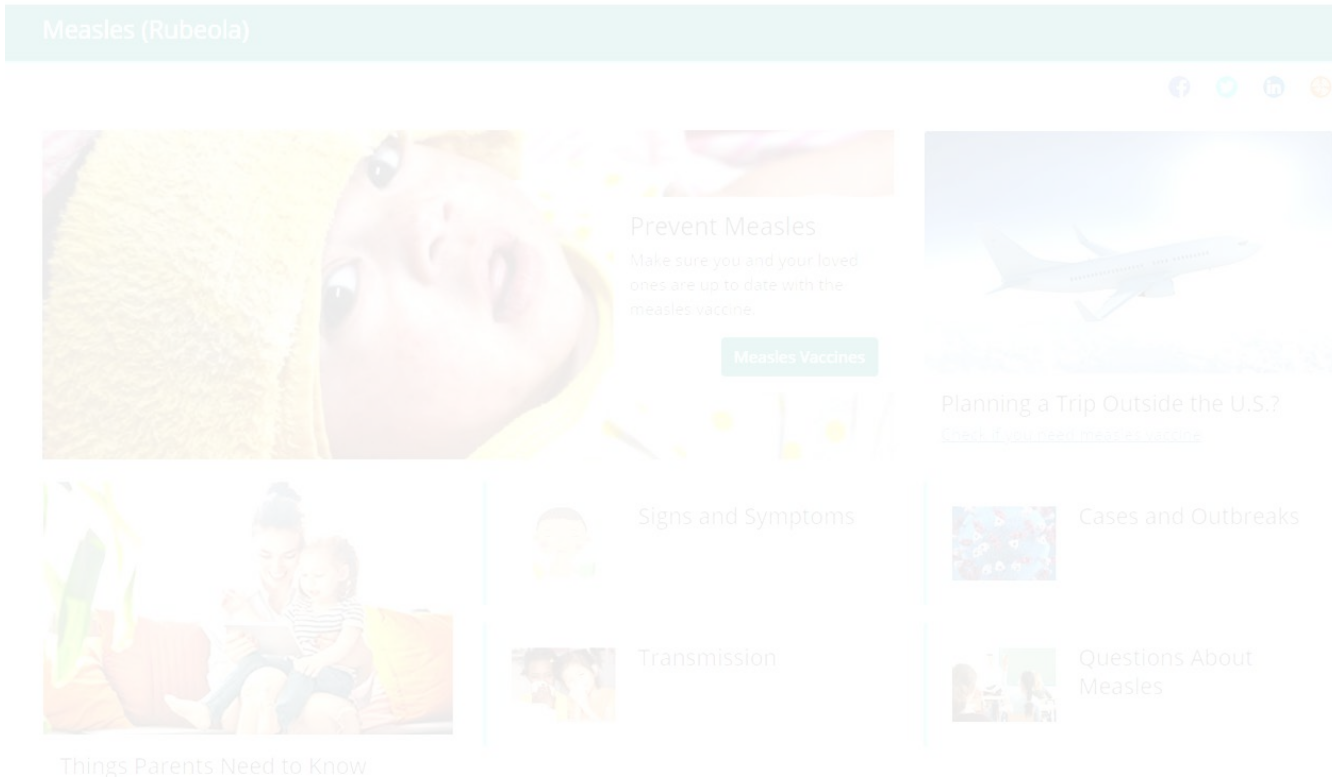 Measles (Rubeola)
Prevent Measles
Make sure you and your loved
ones are up to date with the
measles vaccine.
Measles Vaccines
Planning a Trip Outside the U.S.?
Check if you need measles vaccine
Signs and Symptoms
Cases and Outbreaks
Transmission
Questions About
Measles
Things Parents Need to Know